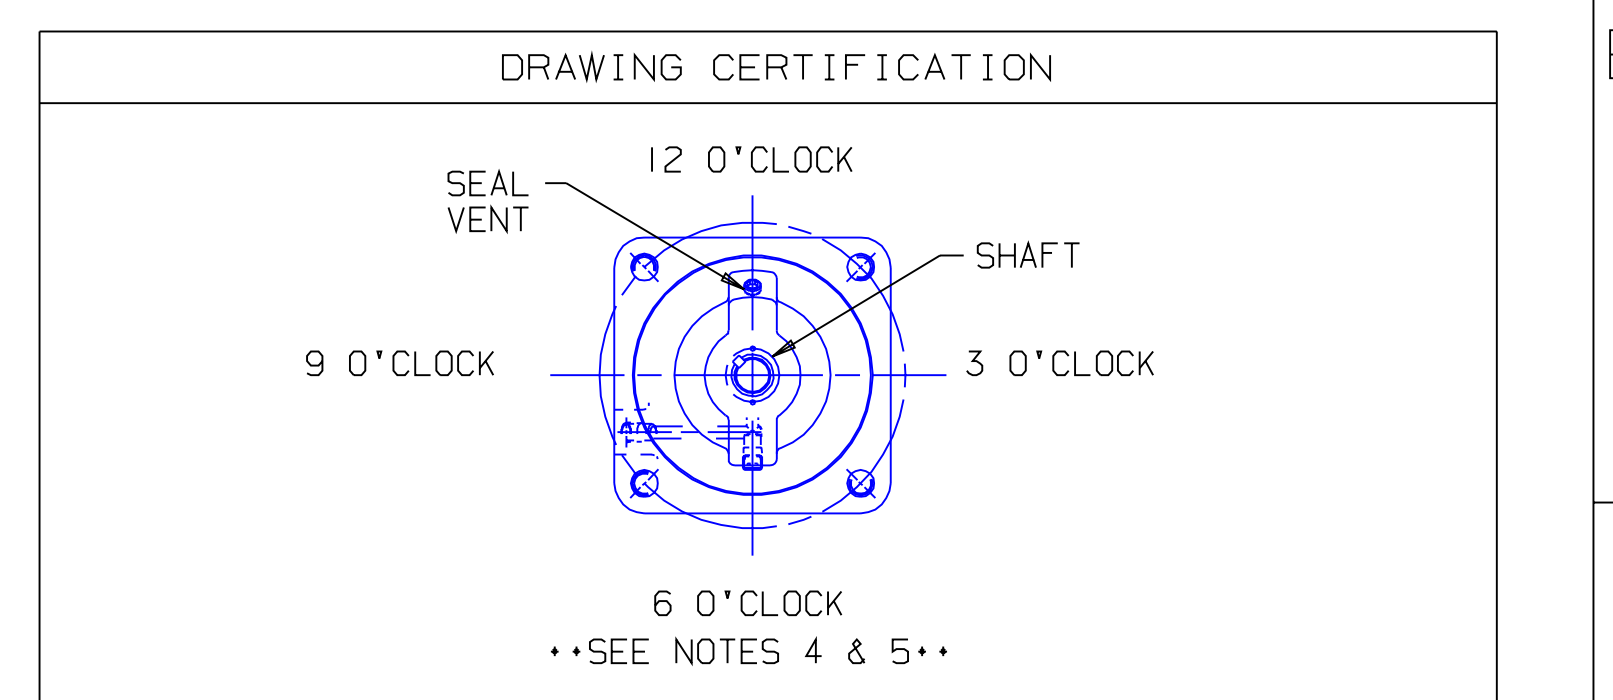 DRAWING CERTIFICATION
12 O'CLOCK
SEAL
VENT
SHAFT
9 O'CLOCK
3 O'CLOCK
6 O'CLOCK
**SEE NOTES 4 & 5**